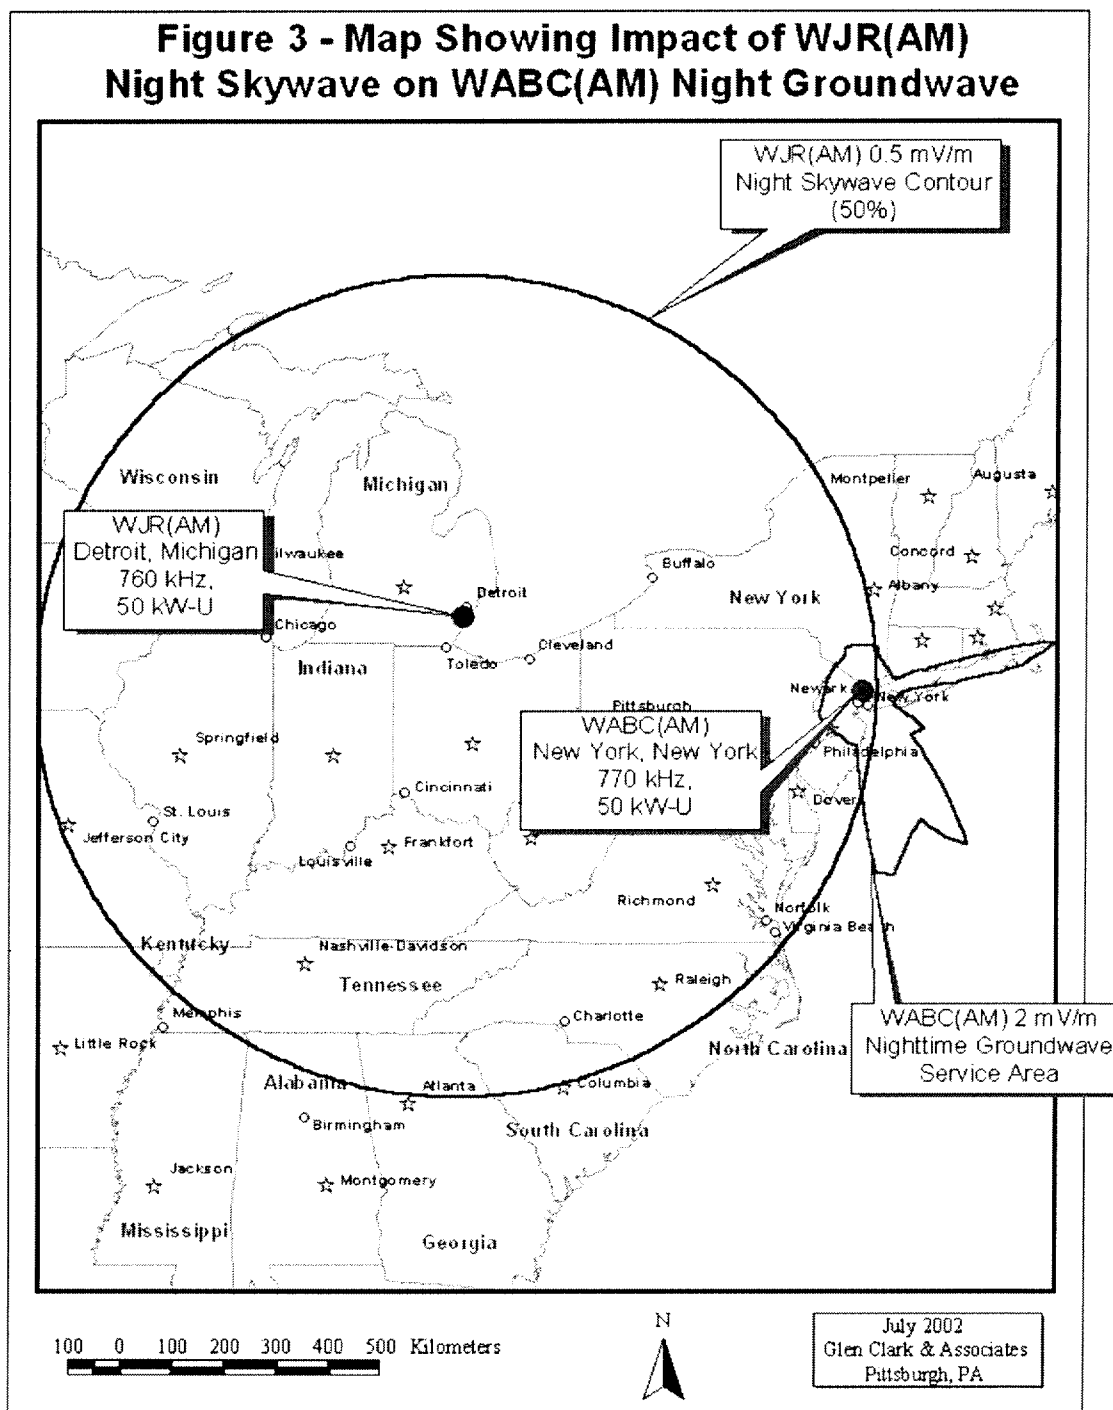 Figure 3 - Map Showing Impact of WJR(AM)
Night Skywave on WABC(AM) Night Groundwave
WJR(AM) 0.5 mV/m
Night Skywave Contour
(50%)
Wisconsin
Michigan
Montpelier
Augusta
WJR(AM)
Detroit, Michigan
760 kHz,
50 kW-U
ilwaukee
Concord
Buffalo
Albany
Detroit
New York
Chicago
Cleveland
Toledo
Indiana
Newark
New York
Pittsburgh
WABC(AM)
New York, New York
770 kHz,
50 kW-U
Springfield
Philadelphia
Cincinnati
Dover
St. Louis
Jefferson City
Frankfort
Louisville
Richmond
Norfolk
Virginia Beach
Kentucky
Nashville-Davidson
Tennessee
Raleigh
Memphis
Charlotte
WABC(AM) 2 mV/m
Nighttime Groundwave
Service Area
Little Rock
North Carolina
Alabama
Atlanta
Columbia
Birmingham
South Carolina
Jackson
Montgomery
Mississippi
Georgia
N
100 0 100 200 300 400 500 Kilometers
July 2002
Glen Clark & Associates
Pittsburgh, PA